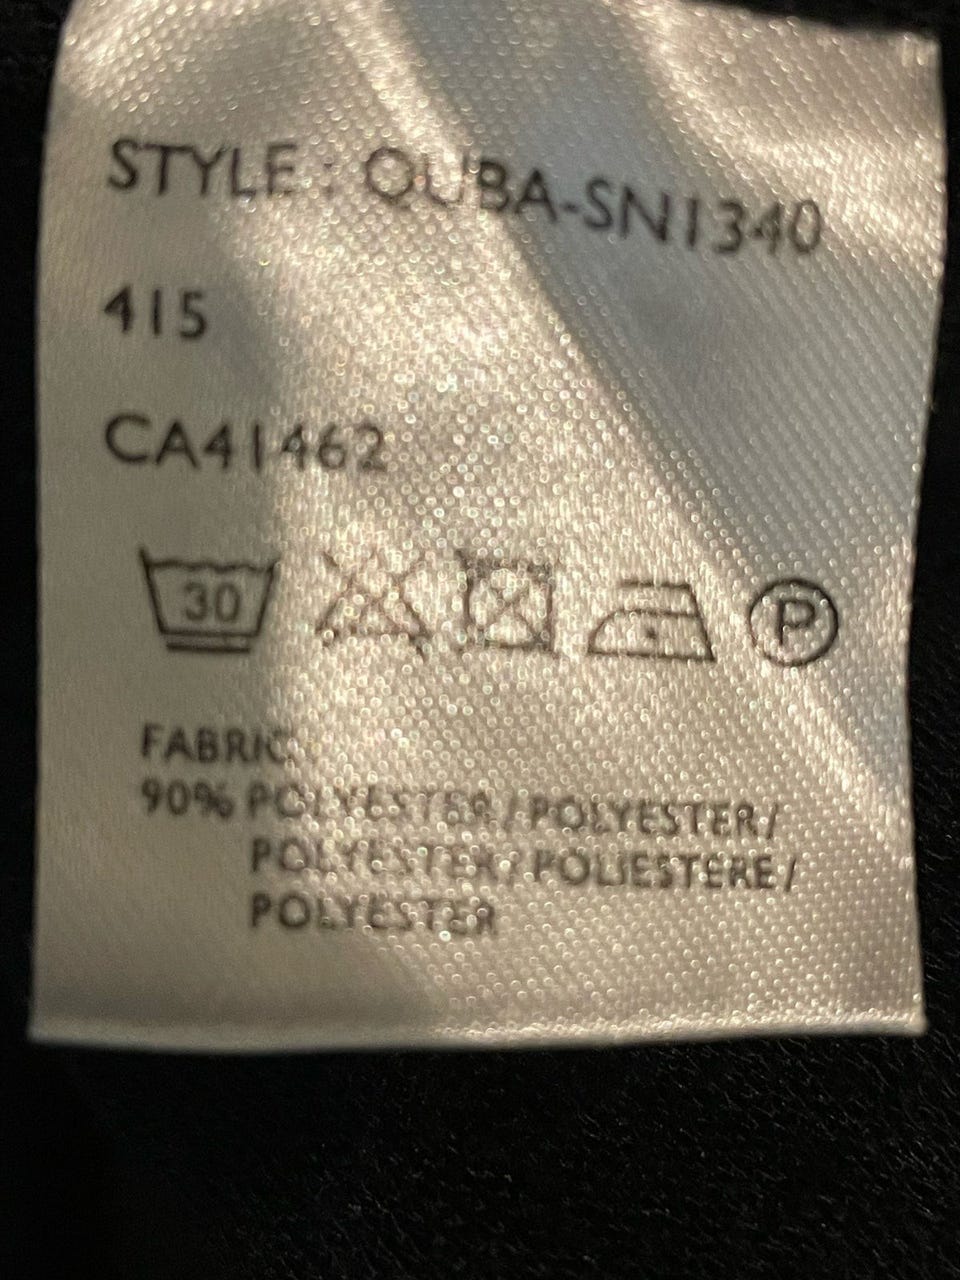 STYLE : QUBA-SN1340
415
CA41462
30 P
FABRIC:
90% POLYESTER / POLYESTER /
POLYESTER / POLIESTERE /
POLYESTER